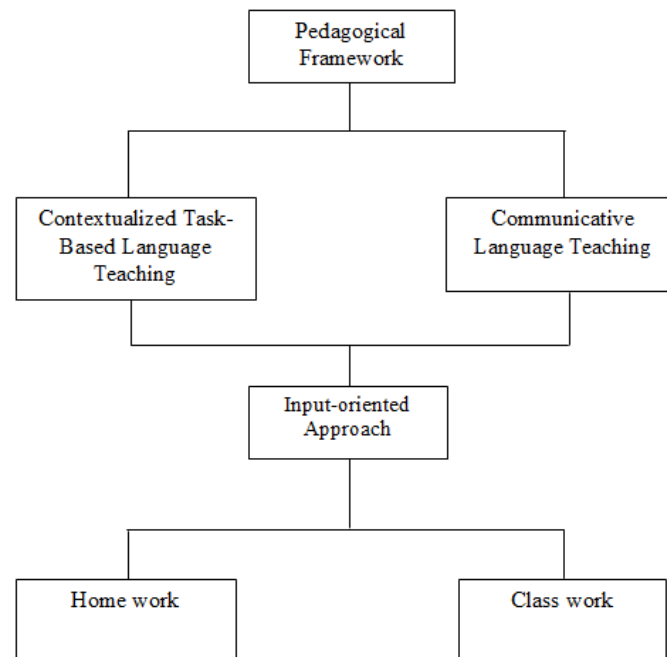 Pedagogical
Framework
Contextualized Task-
Based Language
Teaching
Communicative
Language Teaching
Input-oriented
Approach
Home work
Class work